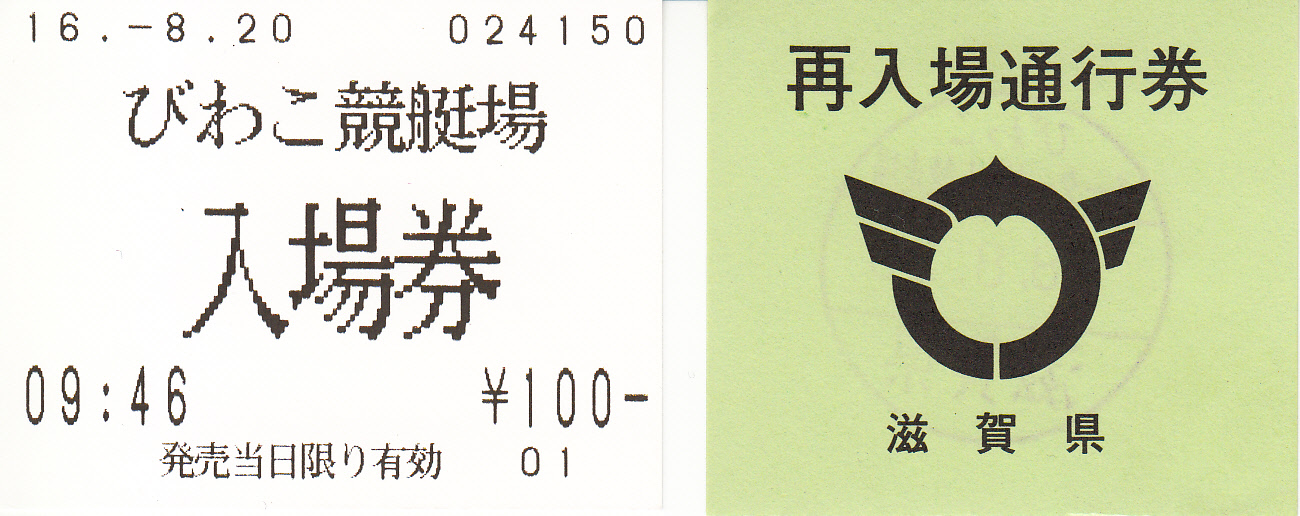 16.-8.20 024150
びわこ競艇場
入場券
09:46 ¥100-
発売当日限り有効 01
再入場通行券
滋賀県